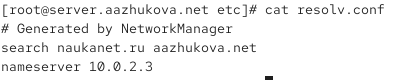 [root@server.aazhukova.net etc]# cat resolv.conf
# Generated by NetworkManager
search naukanet.ru aazhukova.net
nameserver 10.0.2.3